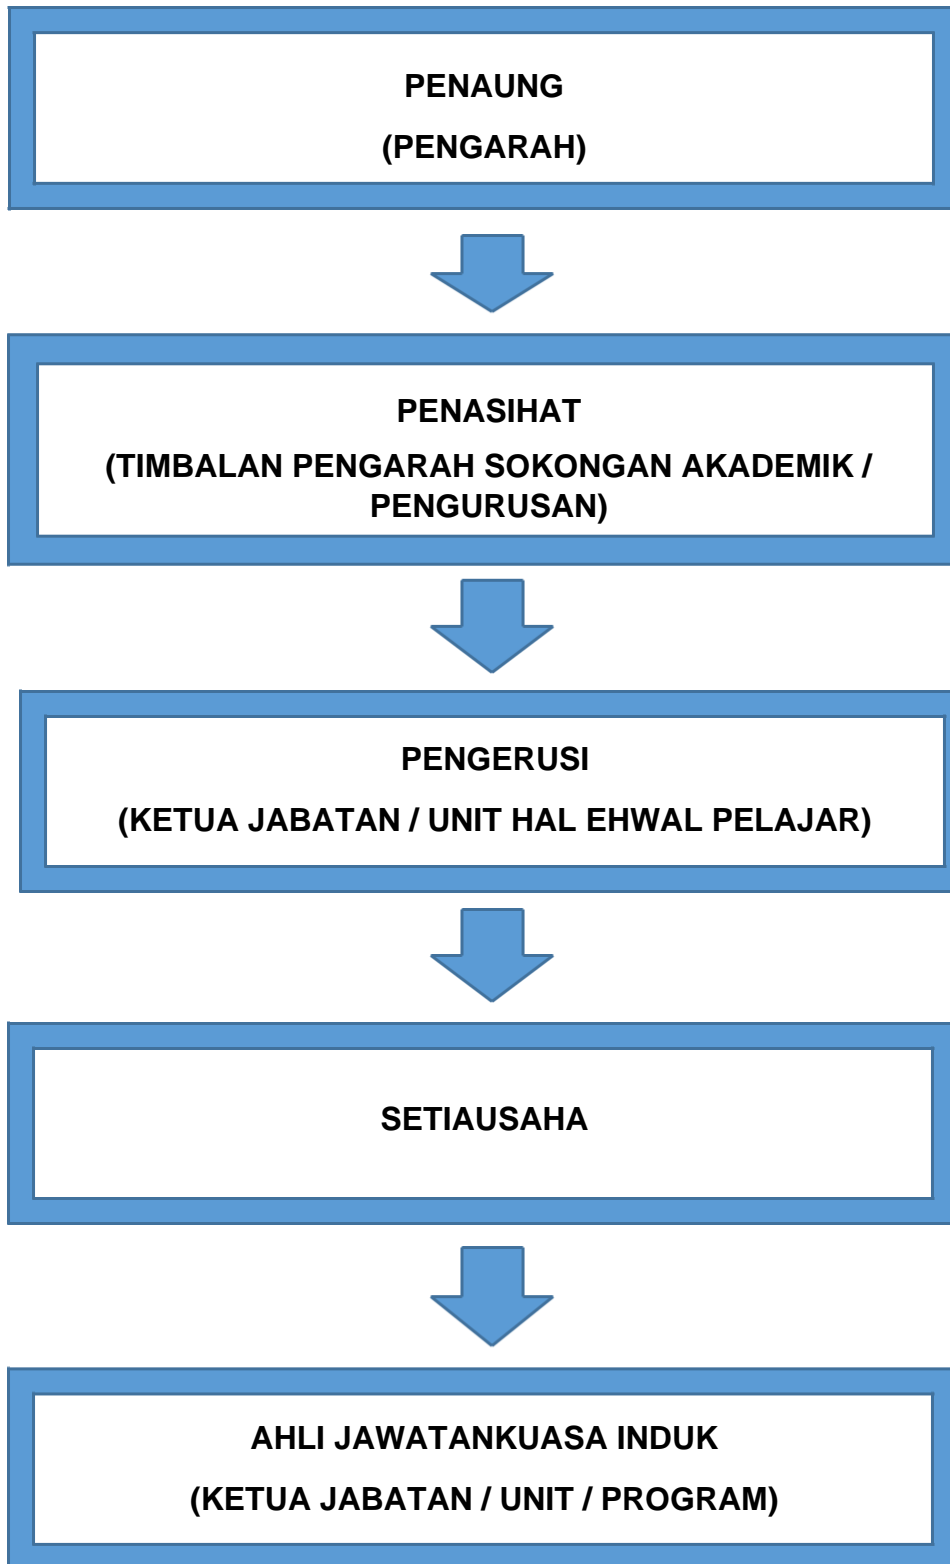 PENAUNG
(PENGARAH)
PENASIHAT
(TIMBALAN PENGARAH SOKONGAN AKADEMIK /
PENGURUSAN)
PENGERUSI
(KETUA JABATAN / UNIT HAL EHWAL PELAJAR)
SETIAUSAHA
AHLI JAWATANKUASA INDUK
(KETUA JABATAN / UNIT / PROGRAM)